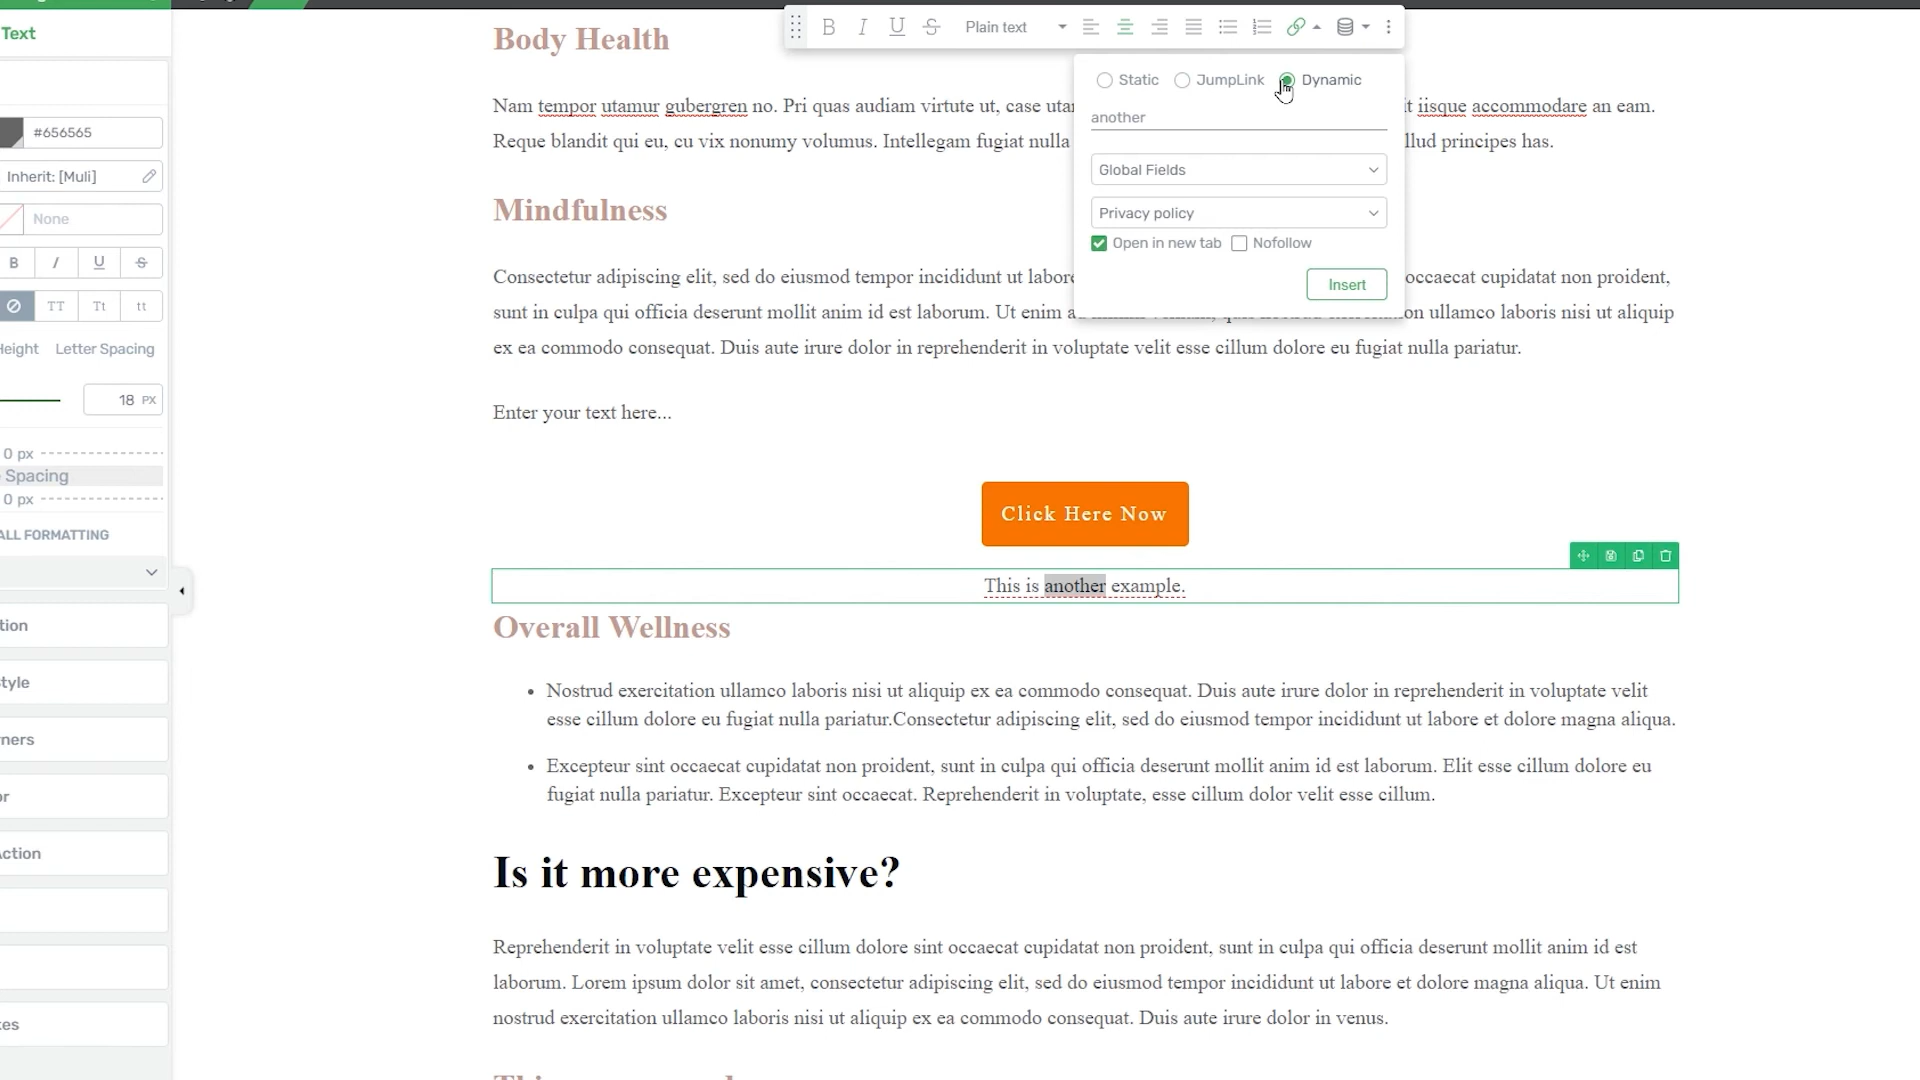 Text
#656565
Inherit: [Muli]
None
B I U S
TT Tt tt
Height Letter Spacing
18 PX
0 px
Spacing
0 px
ALL FORMATTING
B I U S Plain text
Static JumpLink Dynamic
another
Global Fields
Privacy policy
Open in new tab Nofollow
Insert
Body Health
Nam tempor utamur gubergren no. Pri quas audiam virtute ut, case utam iisque accommodare an eam.
Reque blandit qui eu, cu vix nonumy volumus. Intellegam fugiat nulla principes has.
Mindfulness
Consectetur adipiscing elit, sed do eiusmod tempor incididunt ut labore occaecat cupidatat non proident,
sunt in culpa qui officia deserunt mollit anim id est laborum. Ut enim ullamco laboris nisi ut aliquip
ex ea commodo consequat. Duis aute irure dolor in reprehenderit in voluptate velit esse cillum dolore eu fugiat nulla pariatur.
Enter your text here...
Click Here Now
This is another example.
Overall Wellness
• Nostrud exercitation ullamco laboris nisi ut aliquip ex ea commodo consequat. Duis aute irure dolor in reprehenderit in voluptate velit
esse cillum dolore eu fugiat nulla pariatur.Consectetur adipiscing elit, sed do eiusmod tempor incididunt ut labore et dolore magna aliqua.
• Excepteur sint occaecat cupidatat non proident, sunt in culpa qui officia deserunt mollit anim id est laborum. Elit esse cillum dolore eu
fugiat nulla pariatur. Excepteur sint occaecat. Reprehenderit in voluptate, esse cillum dolor velit esse cillum.
Is it more expensive?
Reprehenderit in voluptate velit esse cillum dolore sint occaecat cupidatat non proident, sunt in culpa qui officia deserunt mollit anim id est
laborum. Lorem ipsum dolor sit amet, consectetur adipiscing elit, sed do eiusmod tempor incididunt ut labore et dolore magna aliqua. Ut enim
nostrud exercitation ullamco laboris nisi ut aliquip ex ea commodo consequat. Duis aute irure dolor in venus.